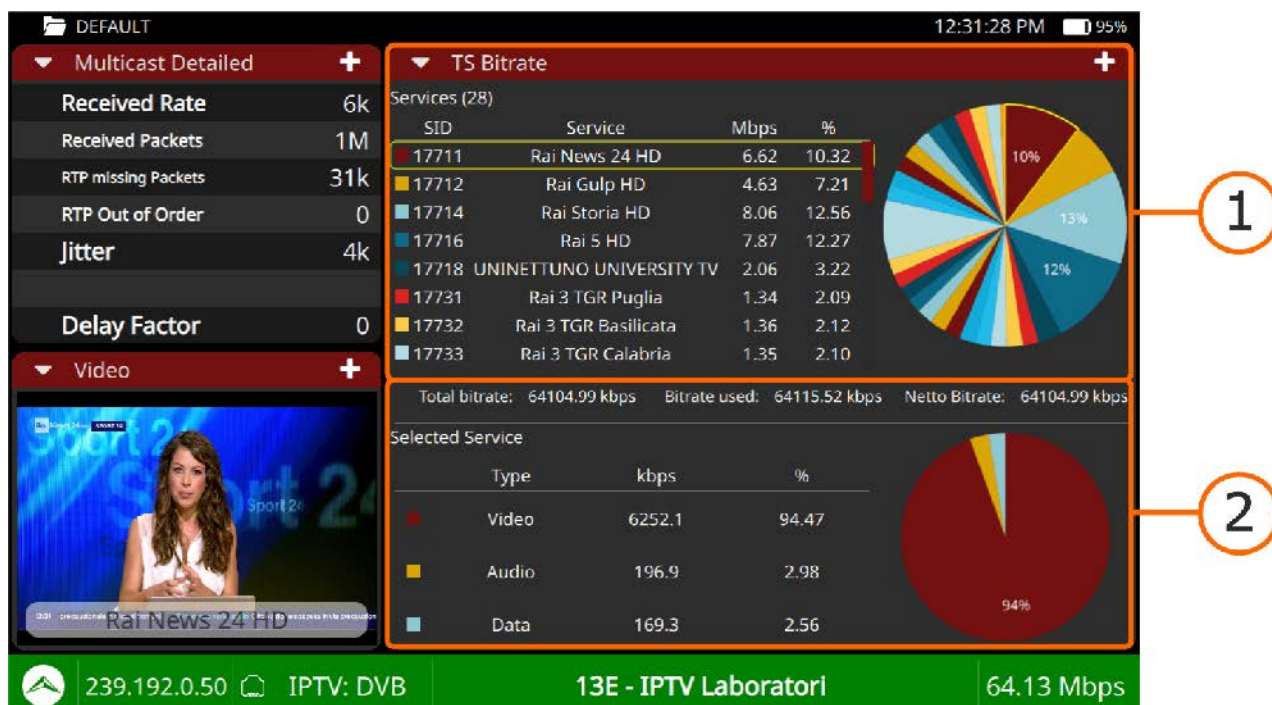 DEFAULT 12:31:28 PM 95%
Multicast Detailed +
Received Rate 6k
Received Packets 1M
RTP missing Packets 31k
RTP Out of Order 0
Jitter 4k
Delay Factor 0
Video +
Sport 24
Sport 24
Sport 24
Rai News 24 HD
TS Bitrate +
Services (28)
SID Service Mbps %
17711 Rai News 24 HD 6.62 10.32
17712 Rai Gulp HD 4.63 7.21
17714 Rai Storia HD 8.06 12.56
17716 Rai 5 HD 7.87 12.27
17718 UNINETTUNO UNIVERSITY TV 2.06 3.22
17731 Rai 3 TGR Puglia 1.34 2.09
17732 Rai 3 TGR Basilicata 1.36 2.12
17733 Rai 3 TGR Calabria 1.35 2.10
10%
13%
12%
1
Total bitrate: 64104.99 kbps Bitrate used: 64115.52 kbps Netto Bitrate: 64104.99 kbps
Selected Service
Type kbps %
Video 6252.1 94.47
Audio 196.9 2.98
Data 169.3 2.56
94%
2
239.192.0.50 IPTV: DVB 13E - IPTV Laboratori 64.13 Mbps